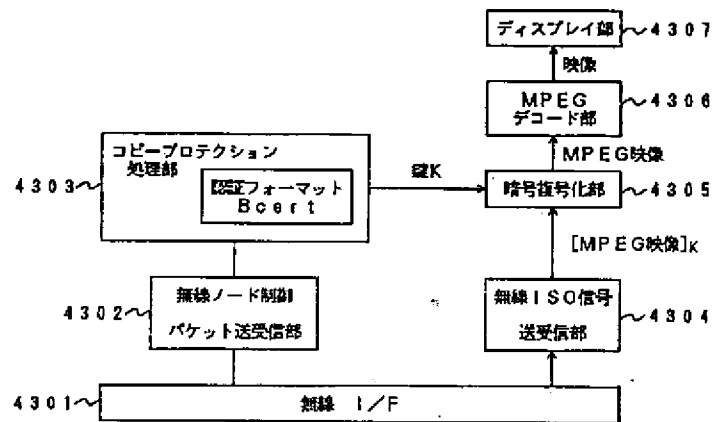 ディスプレイ部
4307
映像
MPEG
デコード部
4306
MPEG映像
コピープロテクション
処理部
認証フォーマット
Bcert
4303
鍵K
暗号復号化部
4305
[MPEG映像]K
無線ノード制御
パケット送受信部
4302
無線ISO信号
送受信部
4304
4301
無線 I/F